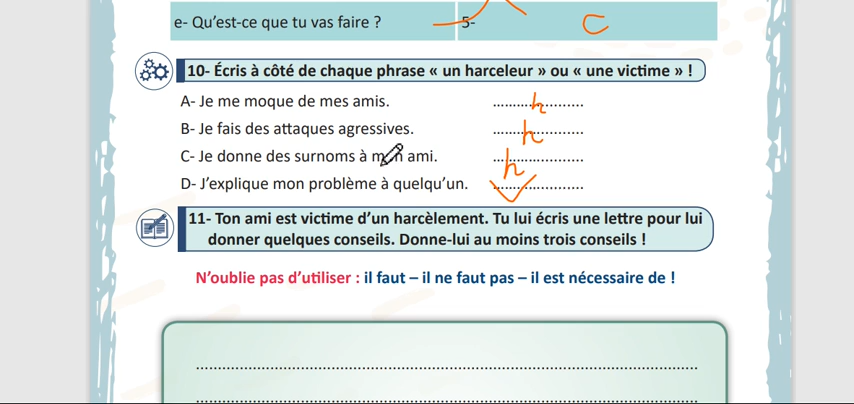 e- Qu'est-ce que tu vas faire ? 5- c
10- Écris à côté de chaque phrase « un harceleur » ou « une victime » !
A- Je me moque de mes amis. .................... h
B- Je fais des attaques agressives. .................... h
C- Je donne des surnoms à m n ami. .................... h
D- J'explique mon problème à quelqu'un. .................... v
11- Ton ami est victime d'un harcèlement. Tu lui écris une lettre pour lui
donner quelques conseils. Donne-lui au moins trois conseils !
N'oublie pas d'utiliser : il faut – il ne faut pas – il est nécessaire de !